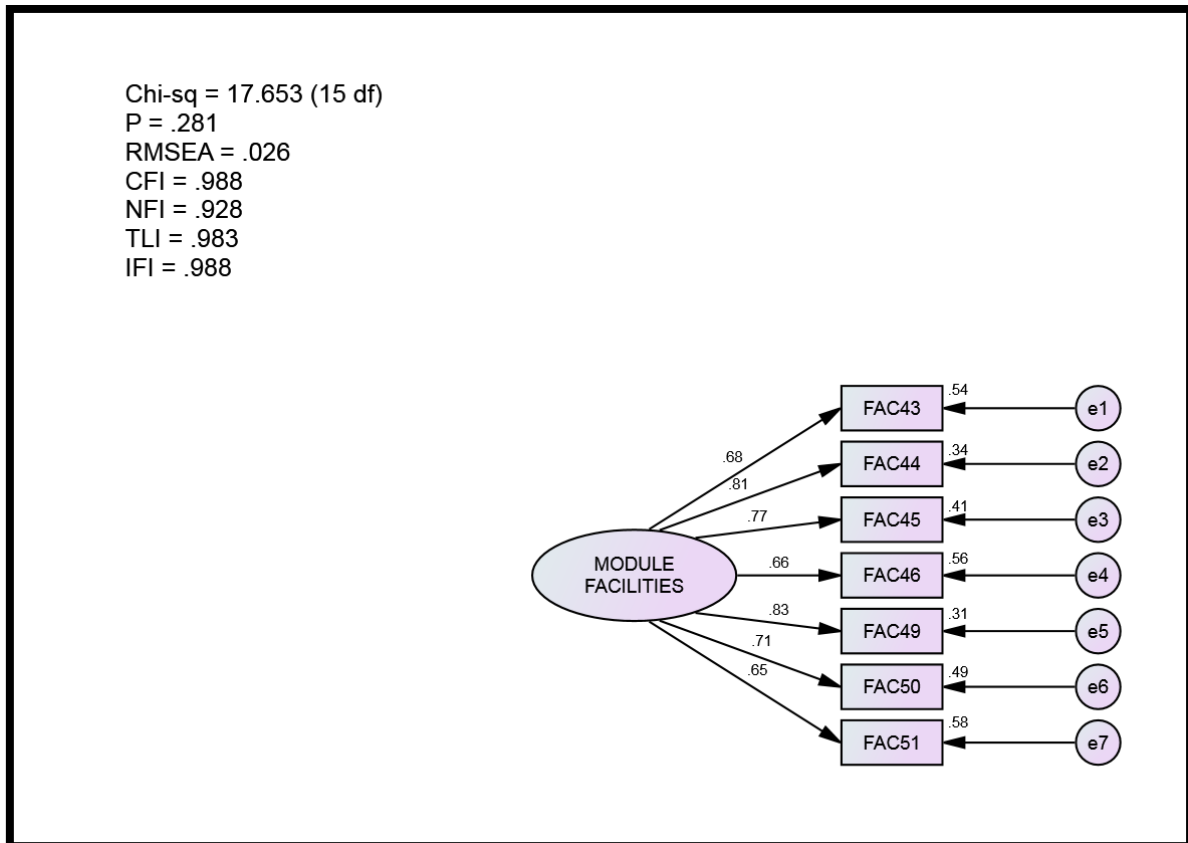 Chi-sq = 17.653 (15 df)
P = .281
RMSEA = .026
CFI = .988
NFI = .928
TLI = .983
IFI = .988
.54
FAC43
e1
.68
.34
FAC44
e2
.81
.41
FAC45
e3
.77
MODULE
FACILITIES
.66
.56
FAC46
e4
.83
.31
FAC49
e5
.71
.49
FAC50
e6
.65
.58
FAC51
e7